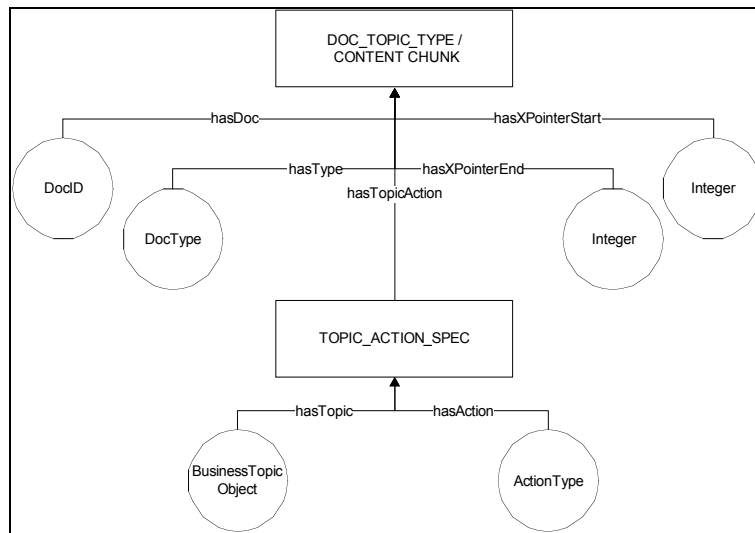 DOC_TOPIC_TYPE /
CONTENT CHUNK
hasDoc
hasXPointerStart
DocID
hasType
hasXPointerEnd
Integer
hasTopicAction
DocType
Integer
TOPIC_ACTION_SPEC
hasTopic
hasAction
BusinessTopic
Object
ActionType